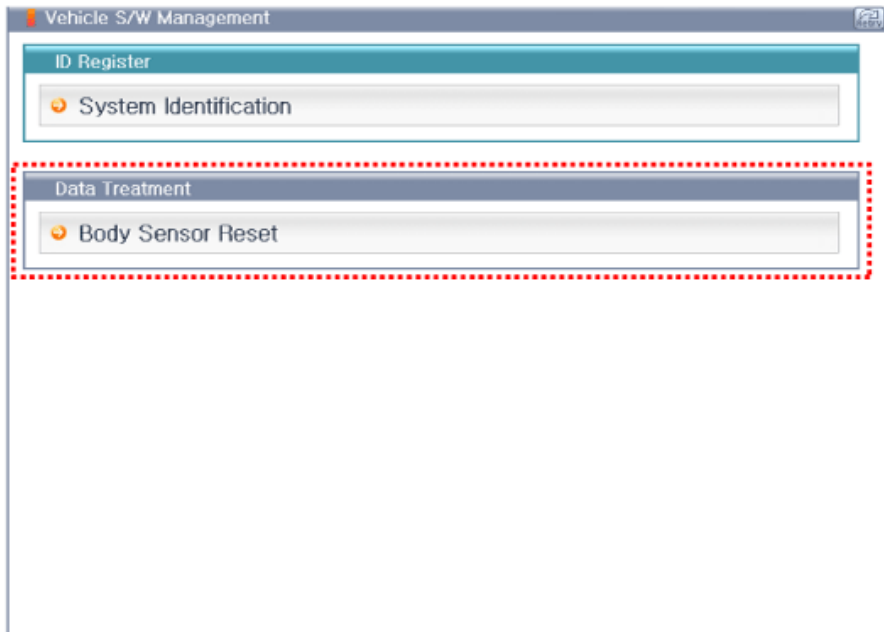 Vehicle S/W Management
ID Register
System Identification
Data Treatment
Body Sensor Reset